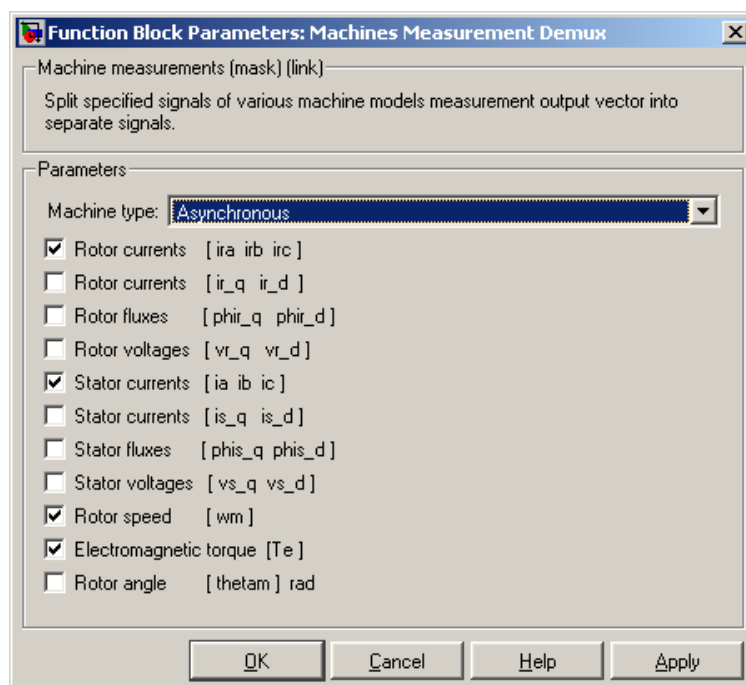 Function Block Parameters: Machines Measurement Demux
Machine measurements (mask) (link)
Split specified signals of various machine models measurement output vector into
separate signals.
Parameters
Machine type: Asynchronous
Rotor currents [ ira irb irc ]
Rotor currents [ ir_q ir_d ]
Rotor fluxes [ phir_q phir_d ]
Rotor voltages [ vr_q vr_d ]
Stator currents [ ia ib ic ]
Stator currents [ is_q is_d ]
Stator fluxes [ phis_q phis_d ]
Stator voltages [ vs_q vs_d ]
Rotor speed [ wm ]
Electromagnetic torque [Te ]
Rotor angle [ thetam ] rad
OK Cancel Help Apply